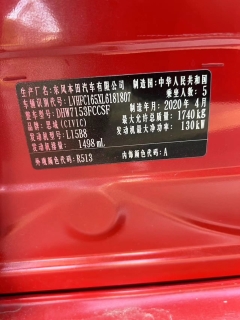 生产企业名称：东风本田汽车有限公司 制造国：中华人民共和国
车辆识别代号：LVHFC165XL6181807 乘坐人数：5
整车型号：DHW7153FCCSF 制造年月：2020 年 4月
品牌：思域 (CIVIC) 最大允许总质量：1740 kg
发动机型号：L15B8 发动机最大净功率：130 kW
发动机排量：1498 mL
外观颜色代码：R513 内饰颜色代码：A